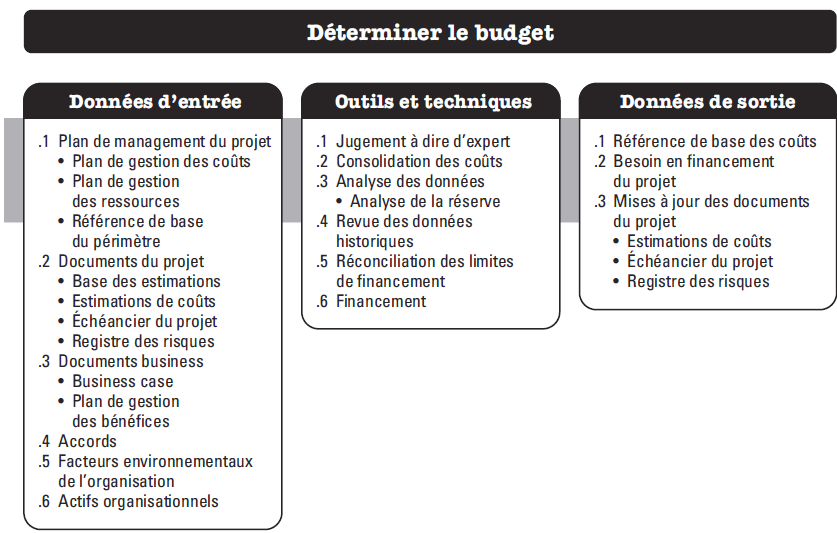 Déterminer le budget
Données d’entrée
.1 Plan de management du projet
• Plan de gestion des coûts
• Plan de gestion
des ressources
• Référence de base
du périmètre
.2 Documents du projet
• Base des estimations
• Estimations de coûts
• Échéancier du projet
• Registre des risques
.3 Documents business
• Business case
• Plan de gestion
des bénéfices
.4 Accords
.5 Facteurs environnementaux
de l’organisation
.6 Actifs organisationnels
Outils et techniques
.1 Jugement à dire d’expert
.2 Consolidation des coûts
.3 Analyse des données
• Analyse de la réserve
.4 Revue des données
historiques
.5 Réconciliation des limites
de financement
.6 Financement
Données de sortie
.1 Référence de base des coûts
.2 Besoin en financement
du projet
.3 Mises à jour des documents
du projet
• Estimations de coûts
• Échéancier du projet
• Registre des risques